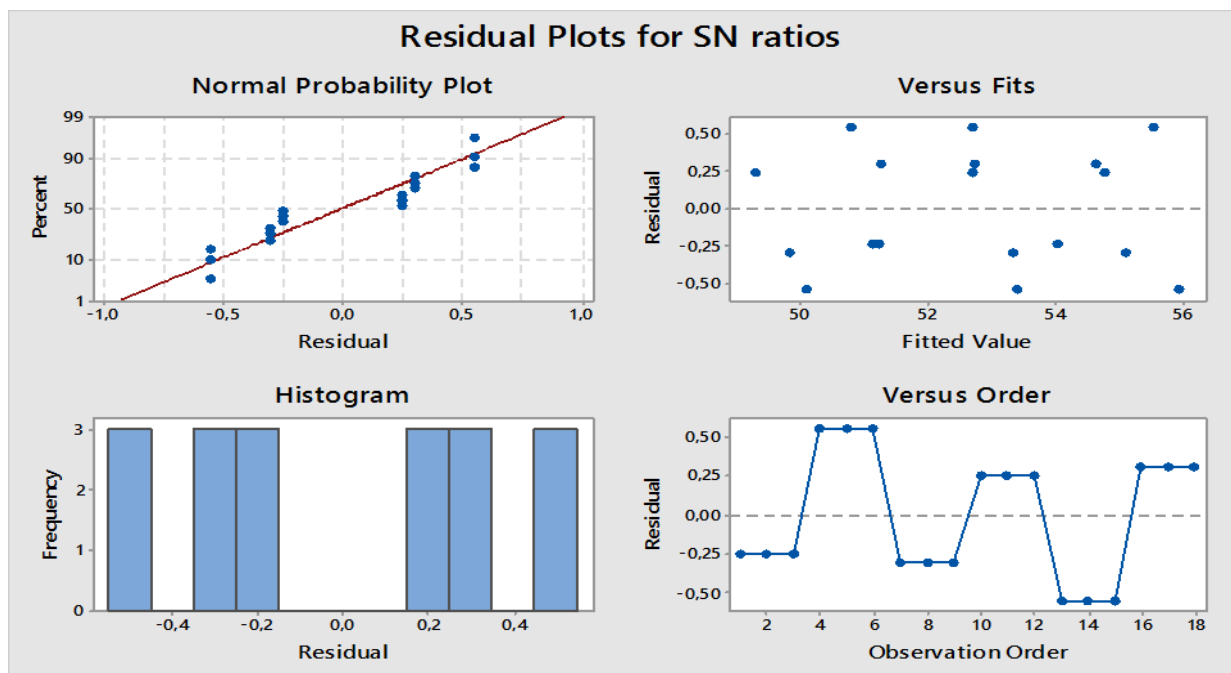 Residual Plots for SN ratios
Normal Probability Plot
99
90
50
10
1
Percent
-1,0 -0,5 0,0 0,5 1,0
Residual
Versus Fits
0,50
0,25
0,00
-0,25
-0,50
Residual
50 52 54 56
Fitted Value
Histogram
3
2
1
0
Frequency
-0,4 -0,2 0,0 0,2 0,4
Residual
Versus Order
0,50
0,25
0,00
-0,25
-0,50
Residual
2 4 6 8 10 12 14 16 18
Observation Order